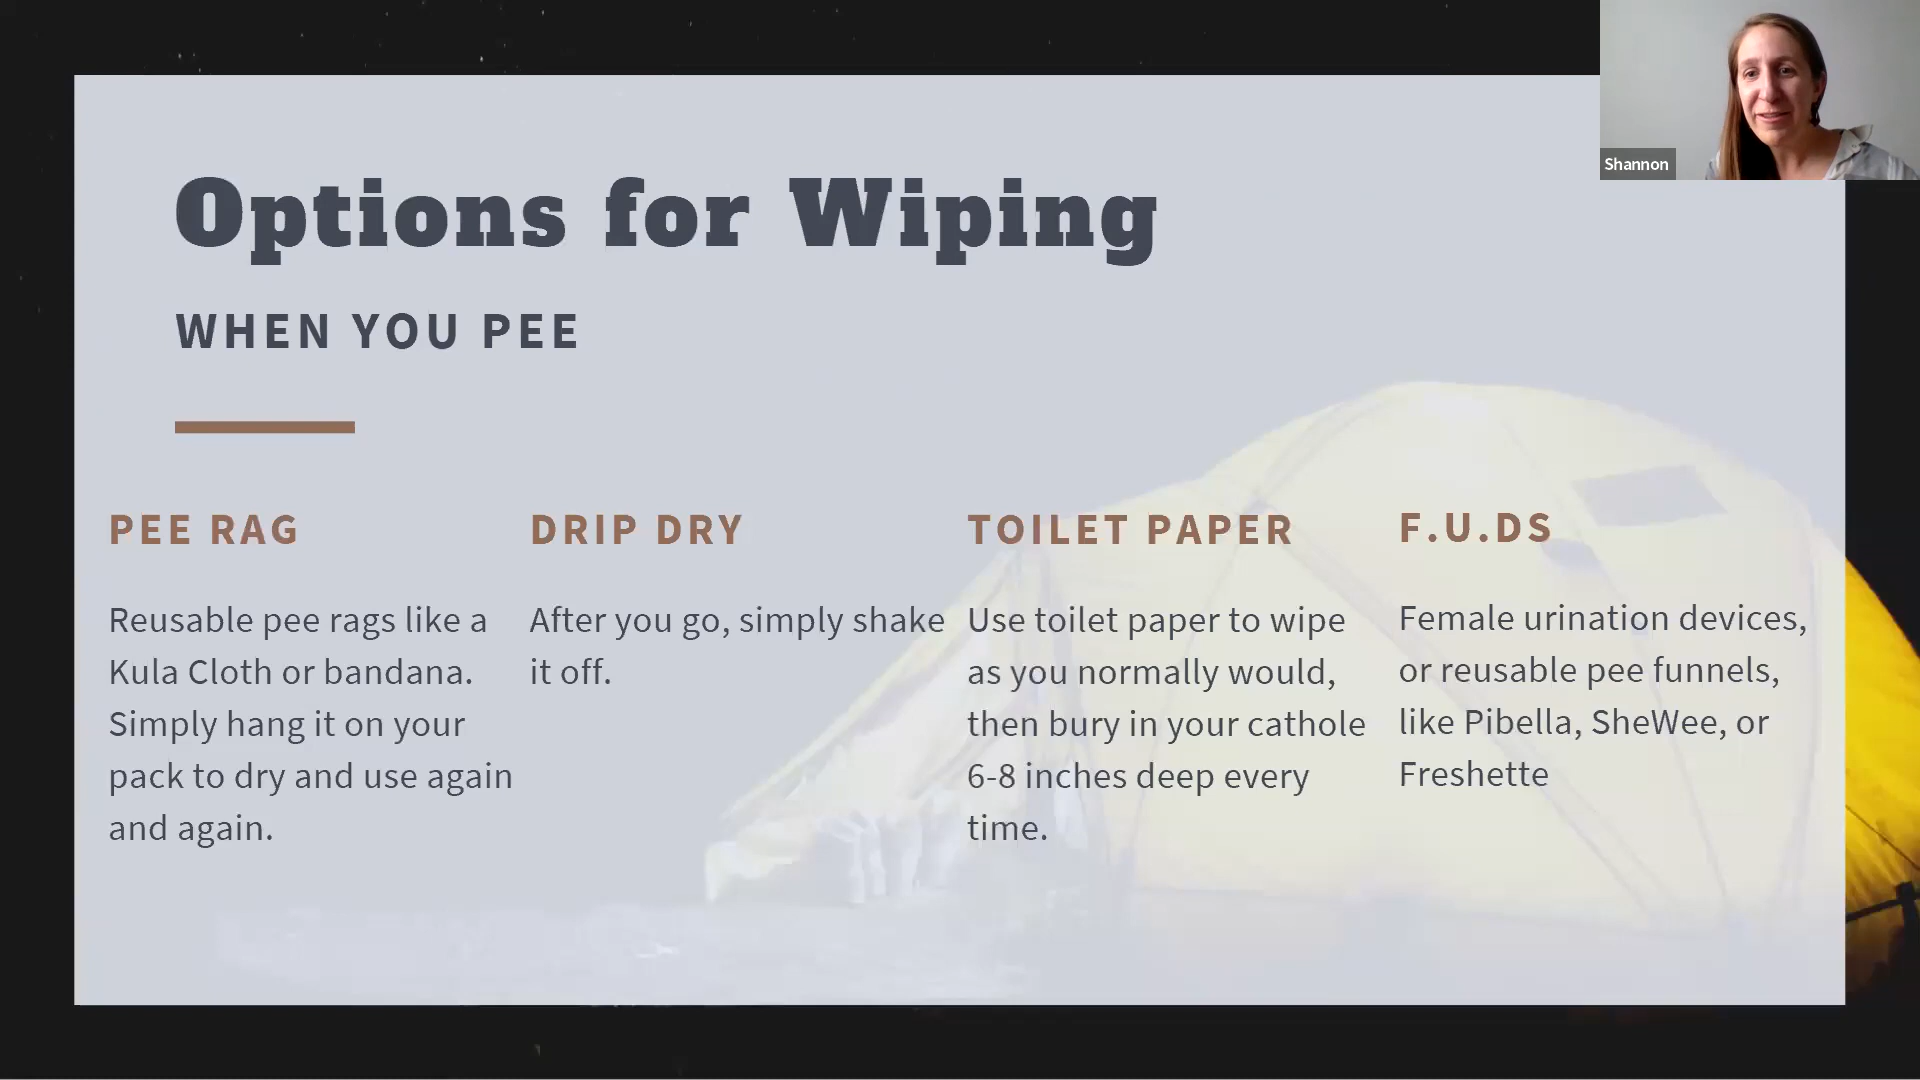 Shannon
Options for Wiping
WHEN YOU PEE
PEE RAG
Reusable pee rags like a
Kula Cloth or bandana.
Simply hang it on your
pack to dry and use again
and again.
DRIP DRY
After you go, simply shake
it off.
TOILET PAPER
Use toilet paper to wipe
as you normally would,
then bury in your cathole
6-8 inches deep every
time.
F.U.DS
Female urination devices,
or reusable pee funnels,
like Pibella, SheWee, or
Freshette